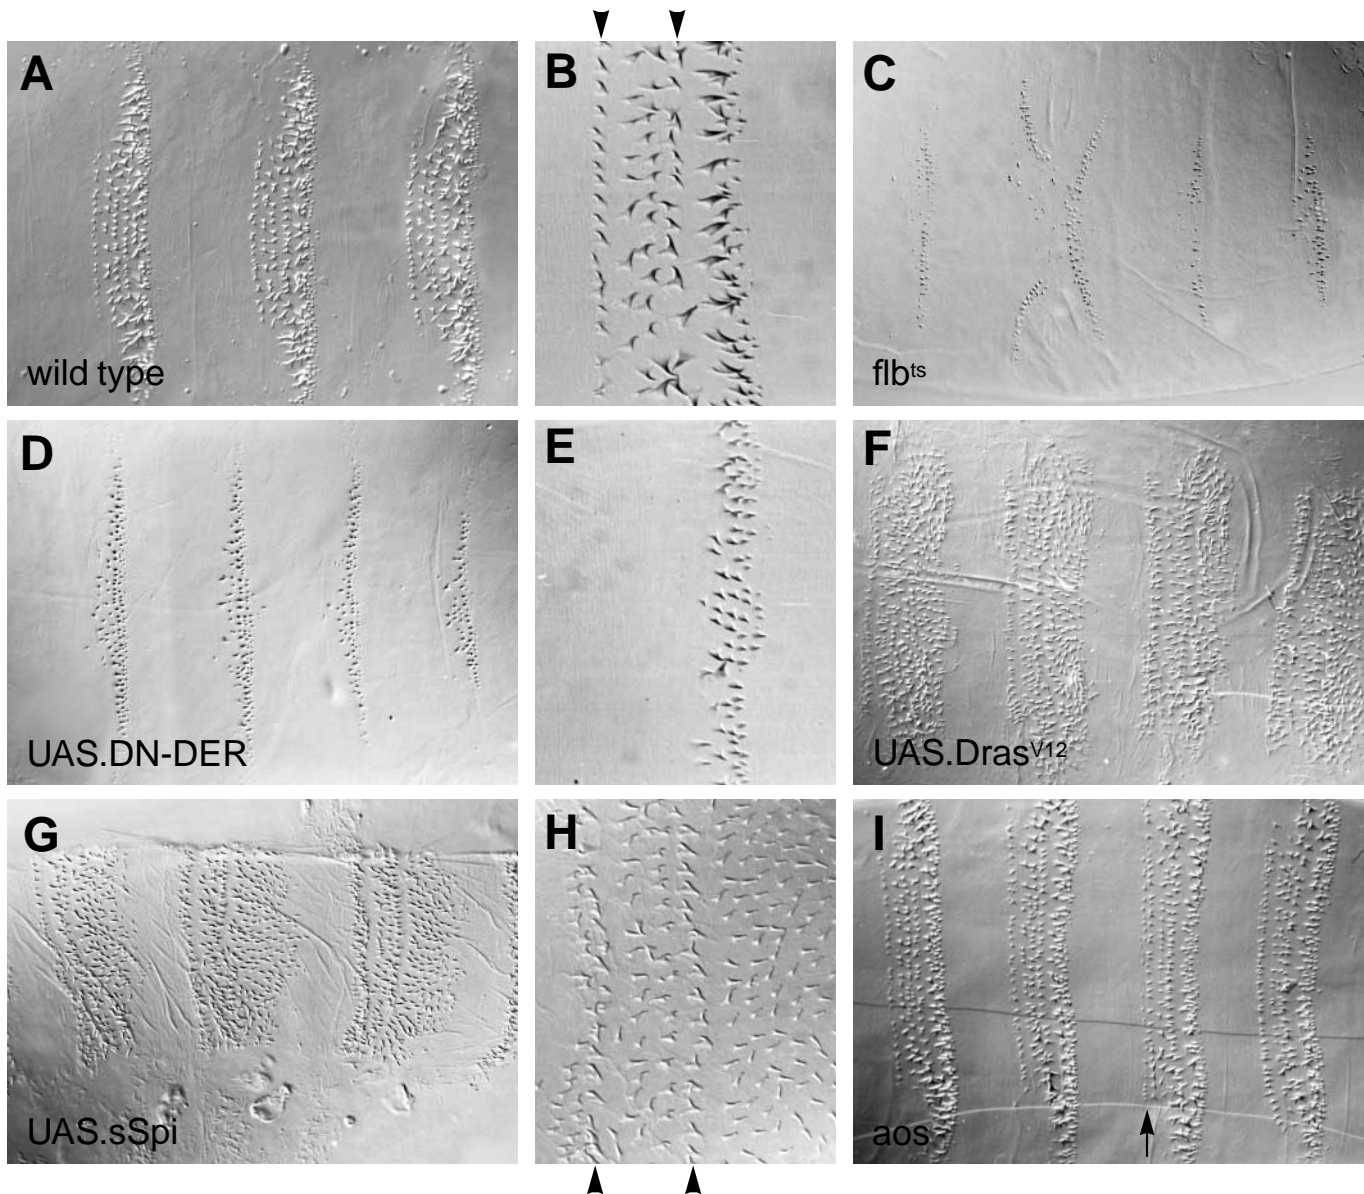 A
B
C
wild type
flbts
D
E
F
UAS.DN-DER
UAS.DrasV12
G
H
I
UAS.sSpi
aos